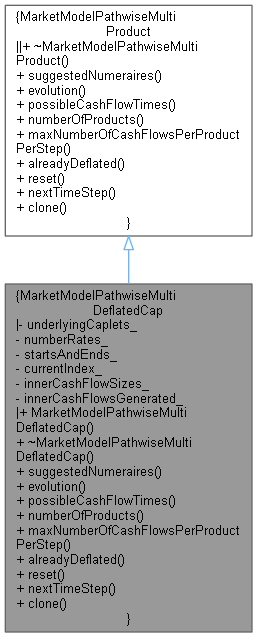 {MarketModelPathwiseMulti
Product
||+ ~MarketModelPathwiseMulti
Product()
+ suggestedNumeraires()
+ evolution()
+ possibleCashFlowTimes()
+ numberOfProducts()
+ maxNumberOfCashFlowsPerProduct
PerStep()
+ alreadyDeflated()
+ reset()
+ nextTimeStep()
+ clone()
}
{MarketModelPathwiseMulti
DeflatedCap
|- underlyingCaplets_
- numberRates_
- startsAndEnds_
- currentIndex_
- innerCashFlowSizes_
- innerCashFlowsGenerated_
|+ MarketModelPathwiseMulti
DeflatedCap()
+ ~MarketModelPathwiseMulti
DeflatedCap()
+ suggestedNumeraires()
+ evolution()
+ possibleCashFlowTimes()
+ numberOfProducts()
+ maxNumberOfCashFlowsPerProduct
PerStep()
+ alreadyDeflated()
+ reset()
+ nextTimeStep()
+ clone()
}